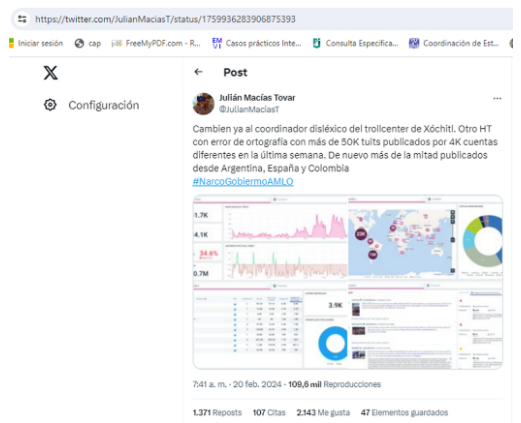 https://twitter.com/JulianMaciasT/status/1759936283906875393
Iniciar sesión cap FreeMyPDF.com - R... Casos prácticos Inte... Consulta Especifica... Coordinación de Est...
Configuración
Post
Julián Macías Tovar
@JulianMaciasT
Cambien ya al coordinador disléxico del trollcenter de Xóchitl. Otro HT
con error de ortografía con más de 50K tuits publicados por 4K cuentas
diferentes en la última semana. De nuevo más de la mitad publicados
desde Argentina, España y Colombia
#NarcoGobiermoAMLO
1.7K
4.1K
34.6%
0.7M
3.9K
7:41 a. m. · 20 feb. 2024 · 109,6 mil Reproducciones
1.371 Reposts 107 Citas 2.143 Me gusta 47 Elementos guardados